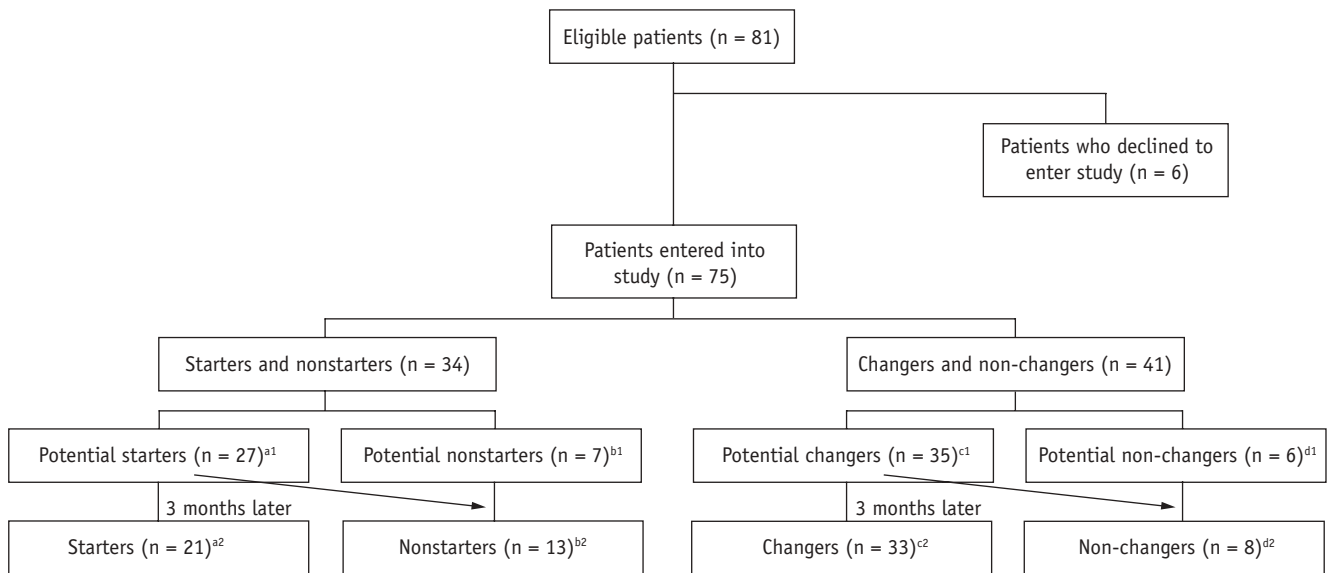 Eligible patients (n = 81)
Patients who declined to
enter study (n = 6)
Patients entered into
study (n = 75)
Starters and nonstarters (n = 34)
Changers and non-changers (n = 41)
Potential starters (n = 27)a1
Potential nonstarters (n = 7)b1
Potential changers (n = 35)c1
Potential non-changers (n = 6)d1
3 months later
3 months later
Starters (n = 21)a2
Nonstarters (n = 13)b2
Changers (n = 33)c2
Non-changers (n = 8)d2